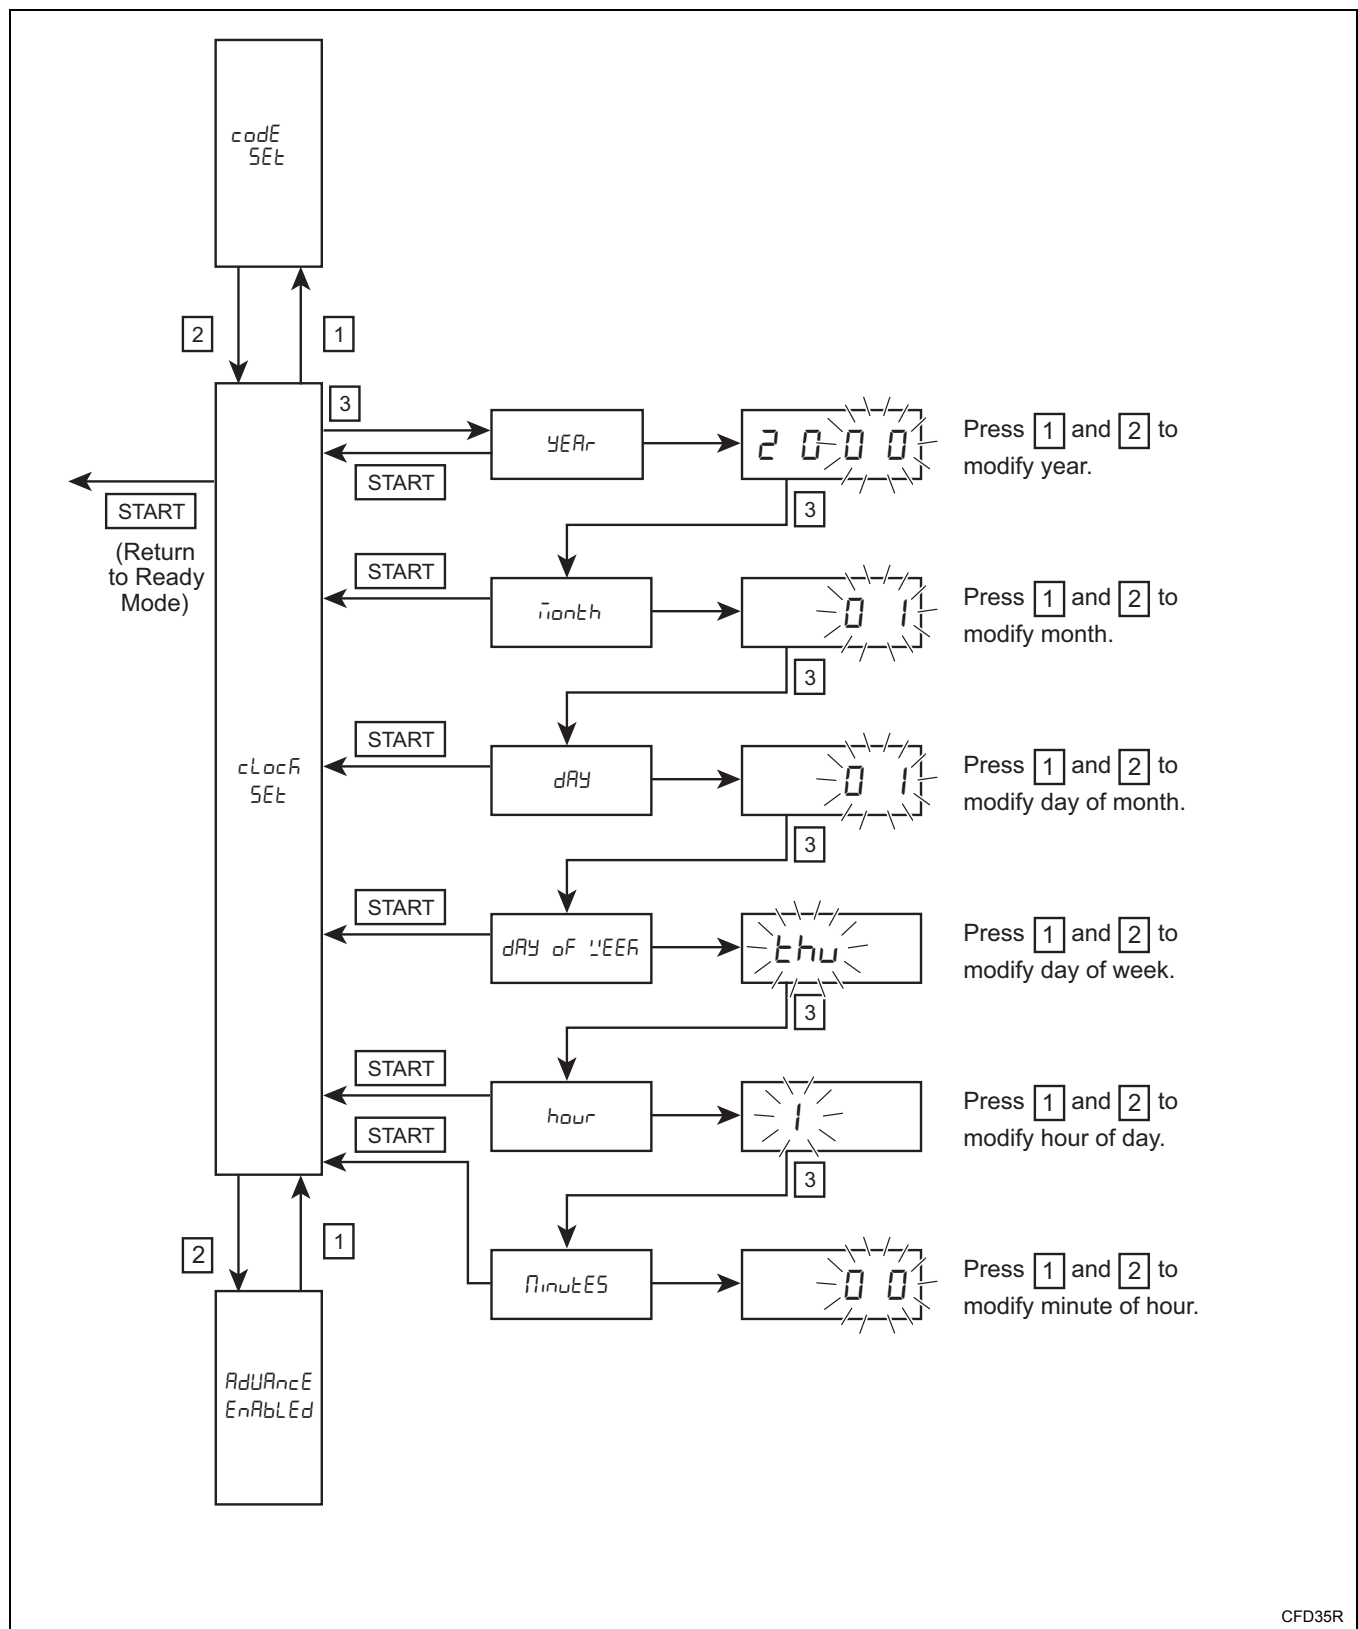 codE
SEt
2
1
3
YEAr
2 0 0 0
Press 1 and 2 to
modify year.
START
START
(Return
to Ready
Mode)
3
START
month
0 1
Press 1 and 2 to
modify month.
3
START
cLock
SEt
dAY
0 1
Press 1 and 2 to
modify day of month.
3
START
dAY oF WEEk
thu
Press 1 and 2 to
modify day of week.
3
START
hour
1
Press 1 and 2 to
modify hour of day.
START
3
2
1
MinutES
0 0
Press 1 and 2 to
modify minute of hour.
AdVAncE
EnAbLEd
CFD35R